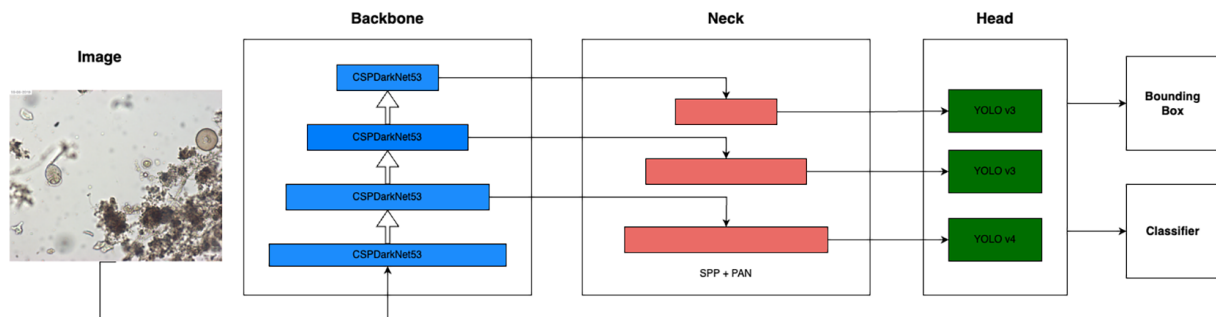 Backbone
Neck
Head
Image
CSPDarkNet53
CSPDarkNet53
CSPDarkNet53
CSPDarkNet53
SPP + PAN
YOLO v3
YOLO v3
YOLO v4
Bounding
Box
Classifier